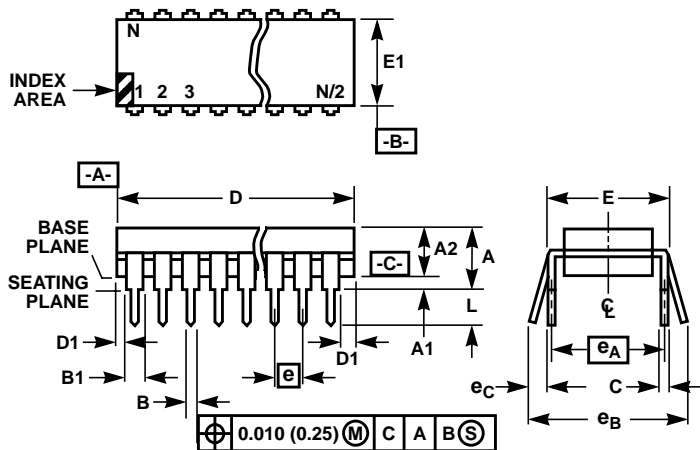 N
INDEX
AREA
1 2 3 N/2
E1
-B-
-A-
D
E
BASE
PLANE
A2
A
-C-
SEATING
PLANE
L
C
L
D1
A1
D1
eA
B1
e
eC
C
B
eB
0.010 (0.25) M C A B S